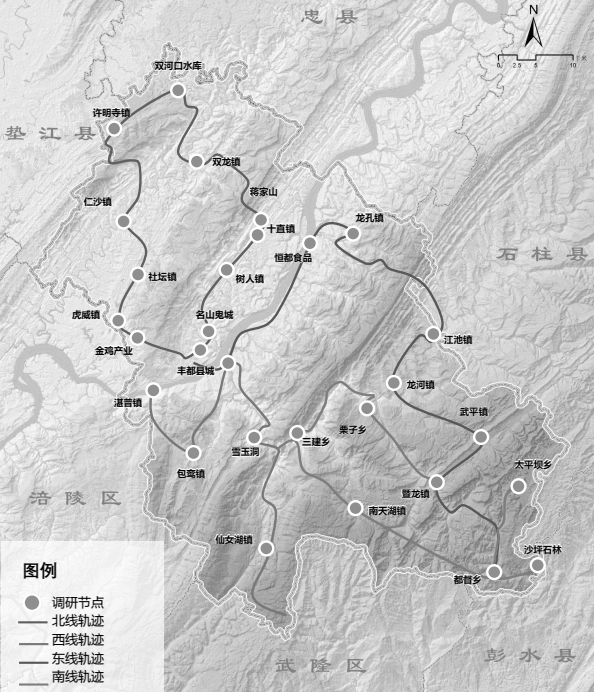 忠县
N
0 2.5 5 10
双河口水库
许明寺镇
垫江县
双龙镇
蒋家山
仁沙镇
龙孔镇
十直镇
恒都食品
石柱县
社坛镇
树人镇
虎威镇
名山鬼城
金鸡产业
江池镇
丰都县城
湛普镇
龙河镇
武平镇
栗子乡
雪玉洞
三建乡
包鸾镇
太平坝乡
暨龙镇
涪陵区
南天湖镇
仙女湖镇
沙坪石林
都督乡
图例
调研节点
北线轨迹
西线轨迹
东线轨迹
南线轨迹
武隆区
彭水县